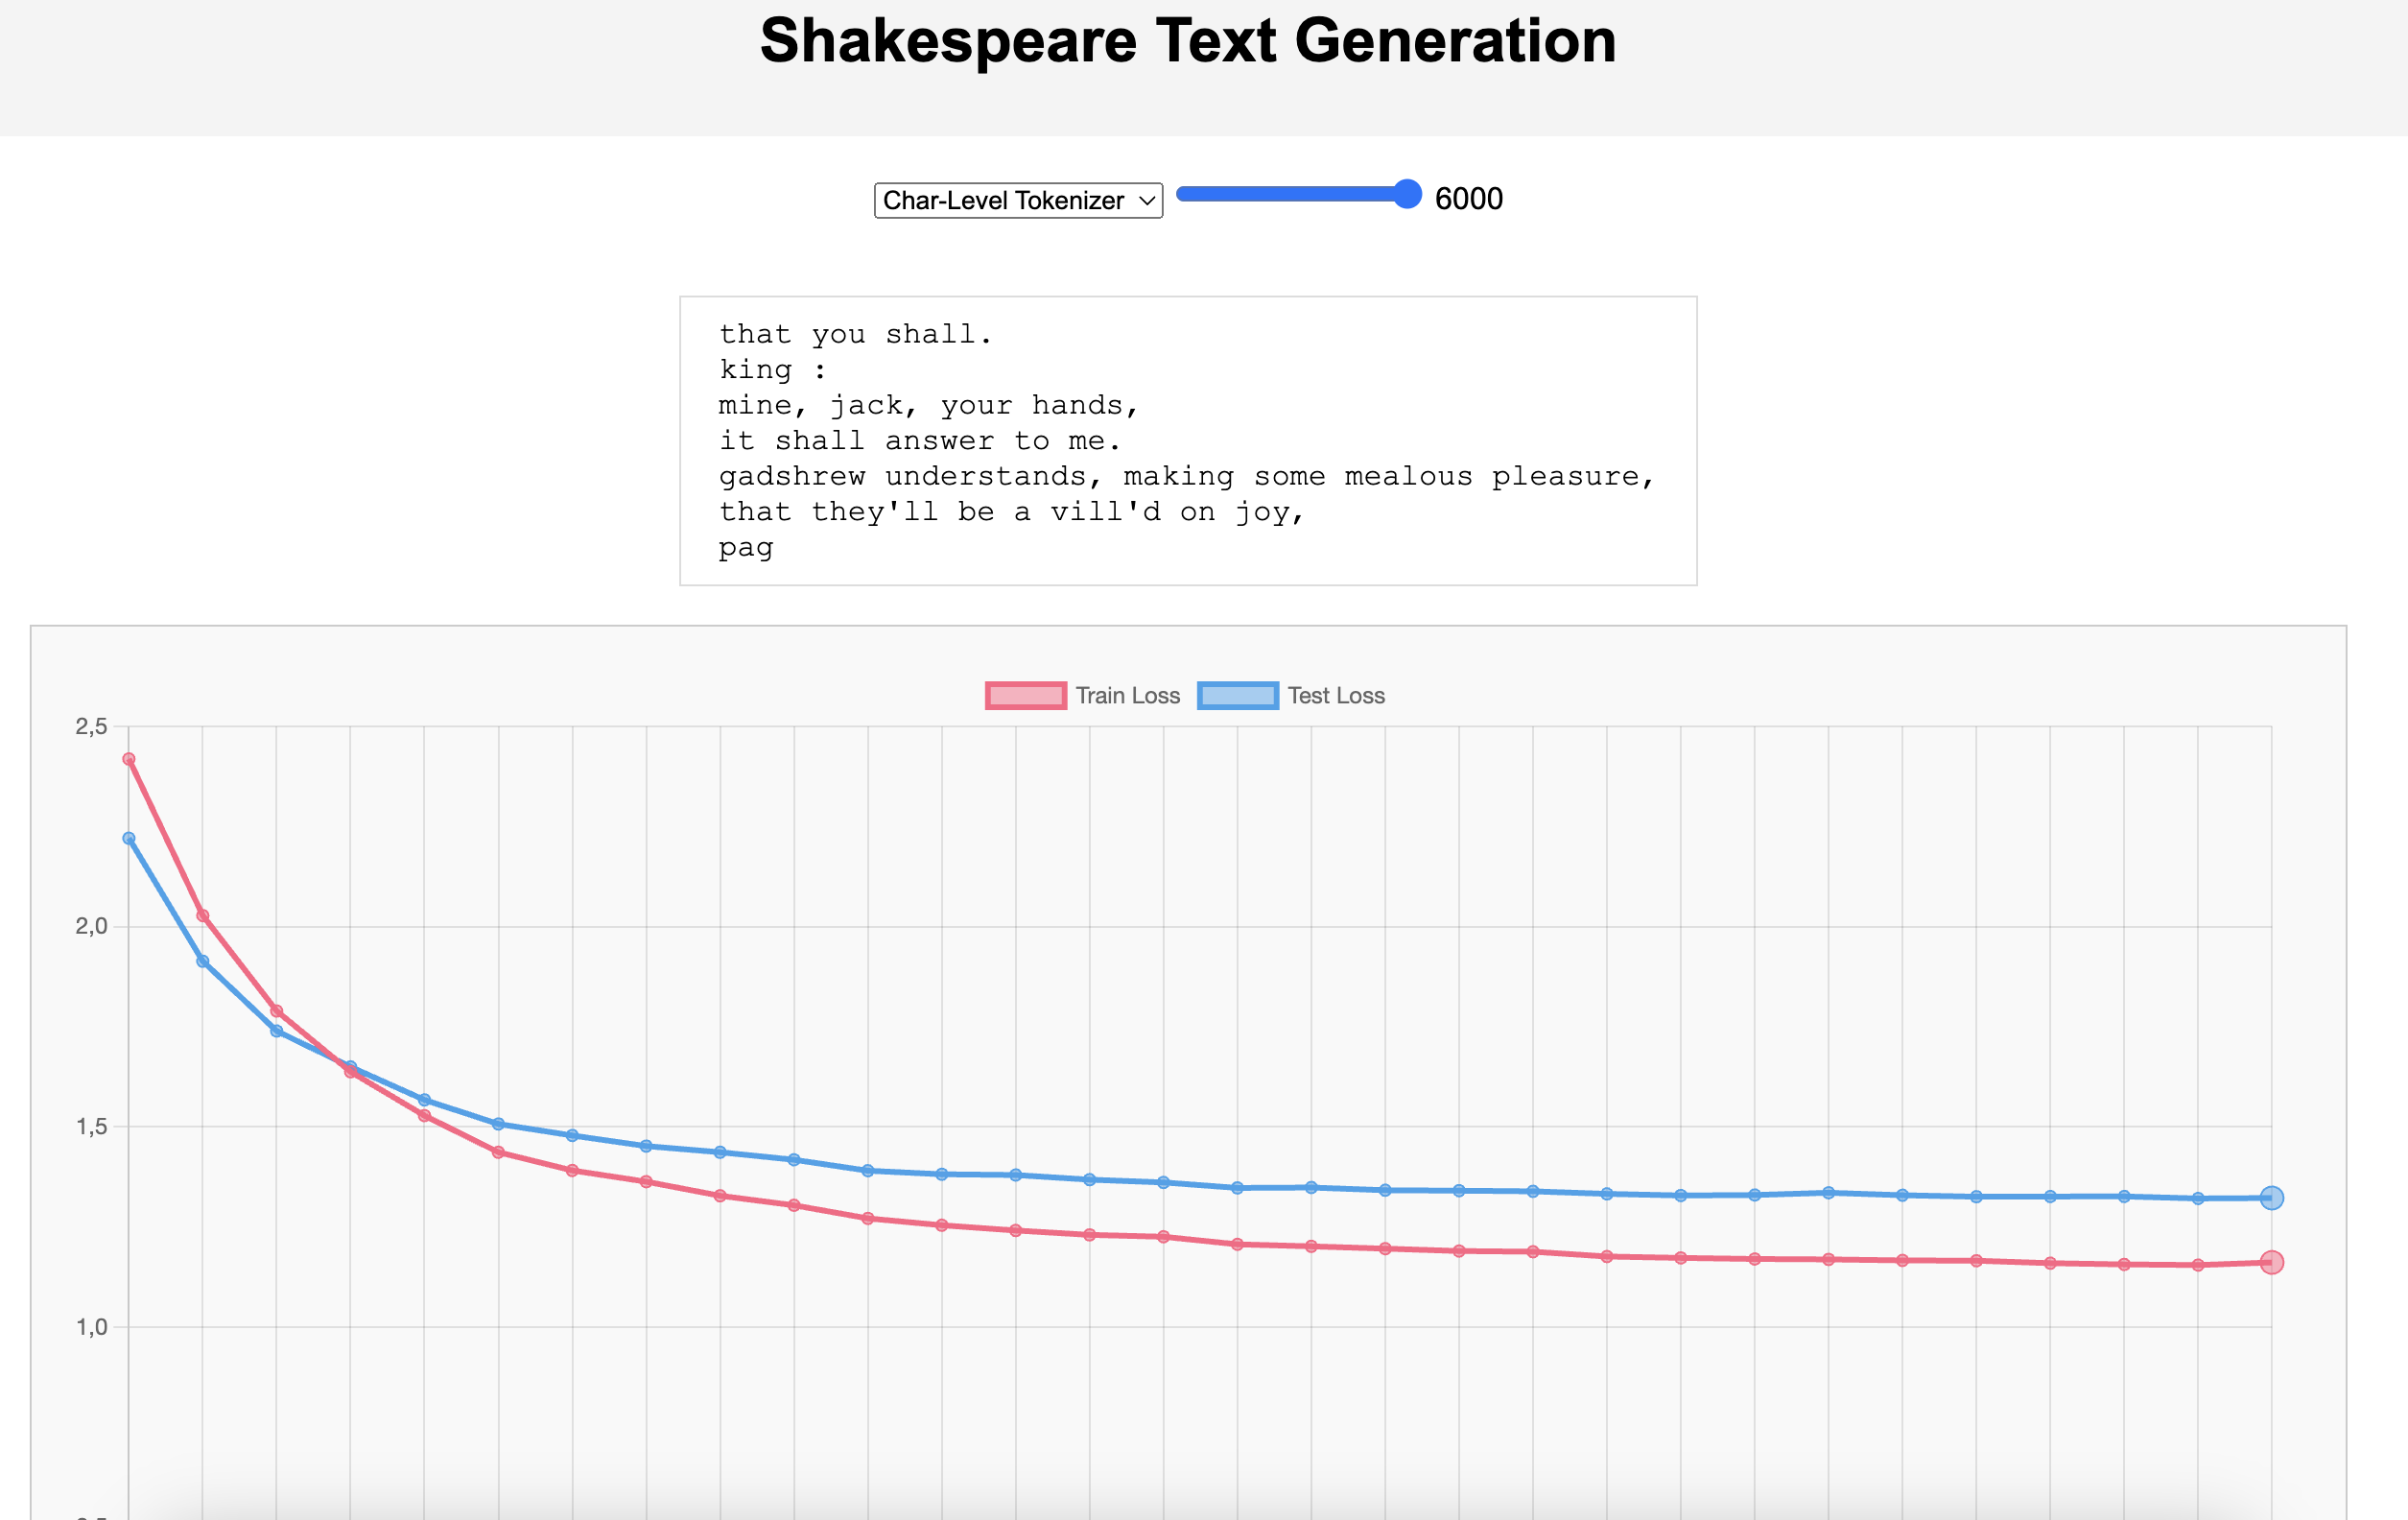 Shakespeare Text Generation
Char-Level Tokenizer 6000
that you shall.
king :
mine, jack, your hands,
it shall answer to me.
gadshrew understands, making some mealous pleasure,
that they'll be a vill'd on joy,
pag
Train Loss Test Loss
2,5
2,0
1,5
1,0